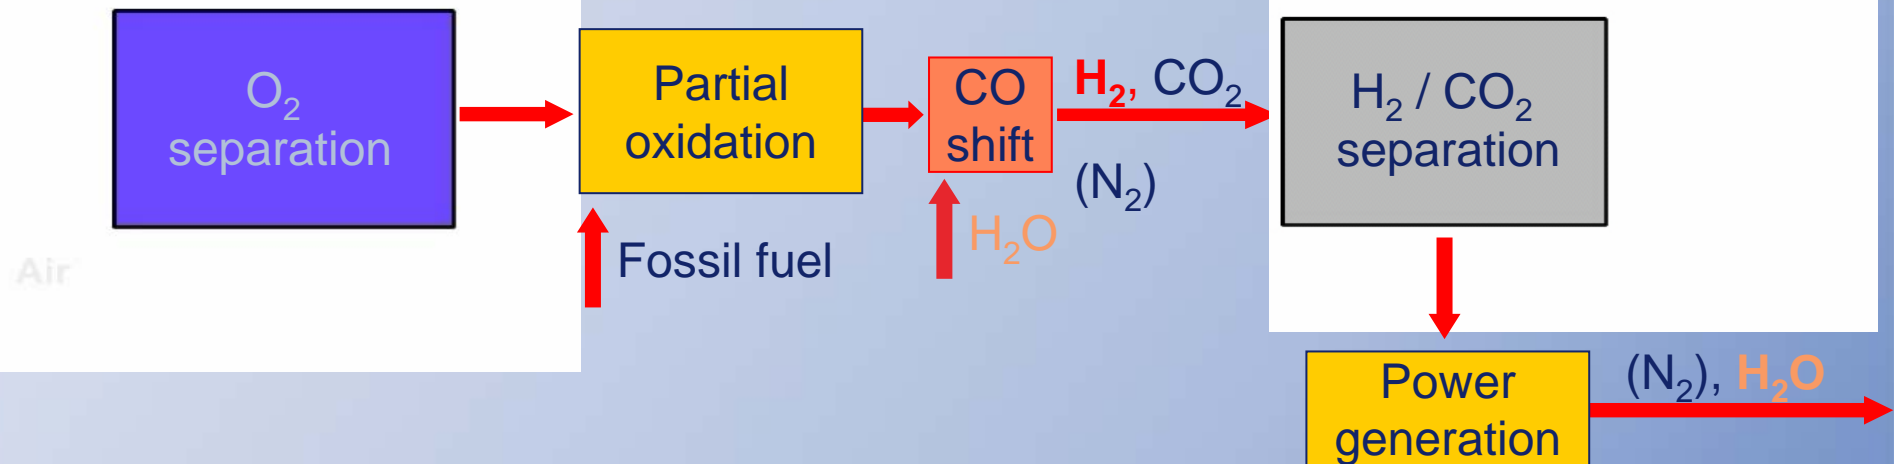 O₂
separation
Partial
oxidation
CO
shift
H₂, CO₂
(N₂)
H₂ / CO₂
separation
Air
Fossil fuel
H₂O
Power
generation
(N₂), H₂O